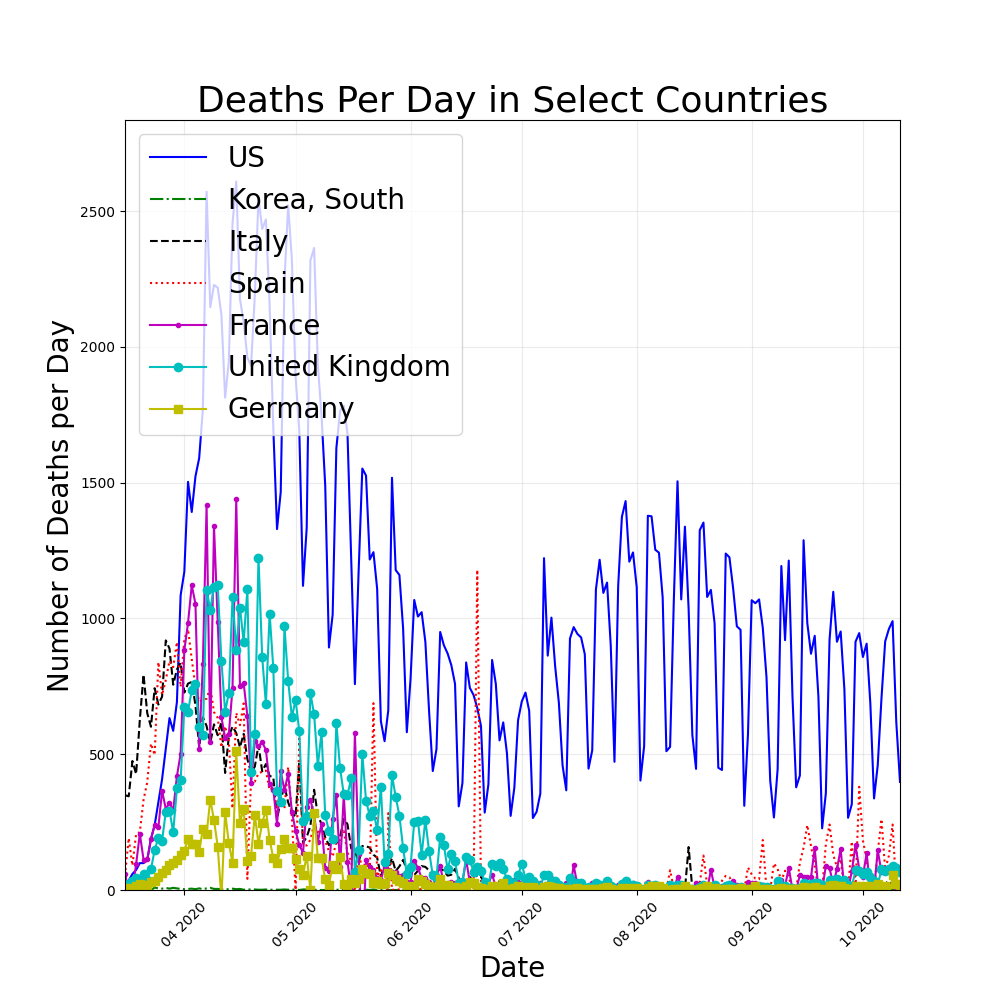 Deaths Per Day in Select Countries
US
Korea, South
Italy
Spain
France
United Kingdom
Germany
Number of Deaths per Day
2500
2000
1500
1000
500
0
04 2020
05 2020
06 2020
07 2020
08 2020
09 2020
10 2020
Date